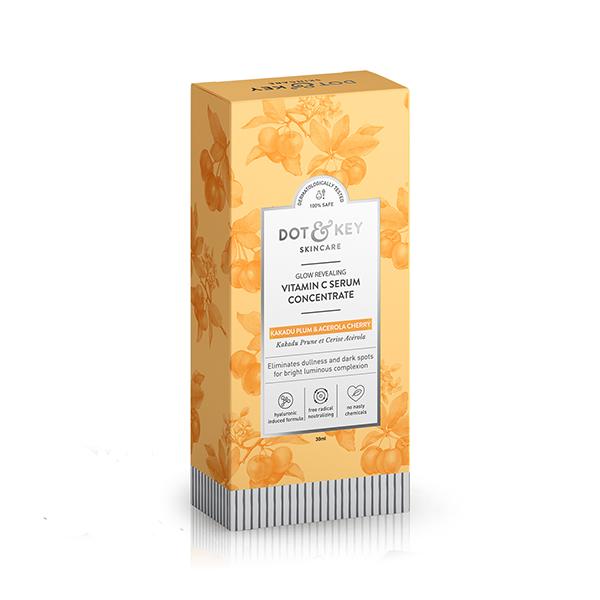 DOT & KEY
SKINCARE
DERMATOLOGICALLY TESTED
100% SAFE
DOT & KEY
SKINCARE
GLOW REVEALING
VITAMIN C SERUM
CONCENTRATE
KAKADU PLUM & ACEROLA CHERRY
Kakadu Prune et Cerise Acérola
Eliminates dullness and dark spots
for bright luminous complexion
hyaluronic
induced formula
free radical
neutralizing
no nasty
chemicals
30ml